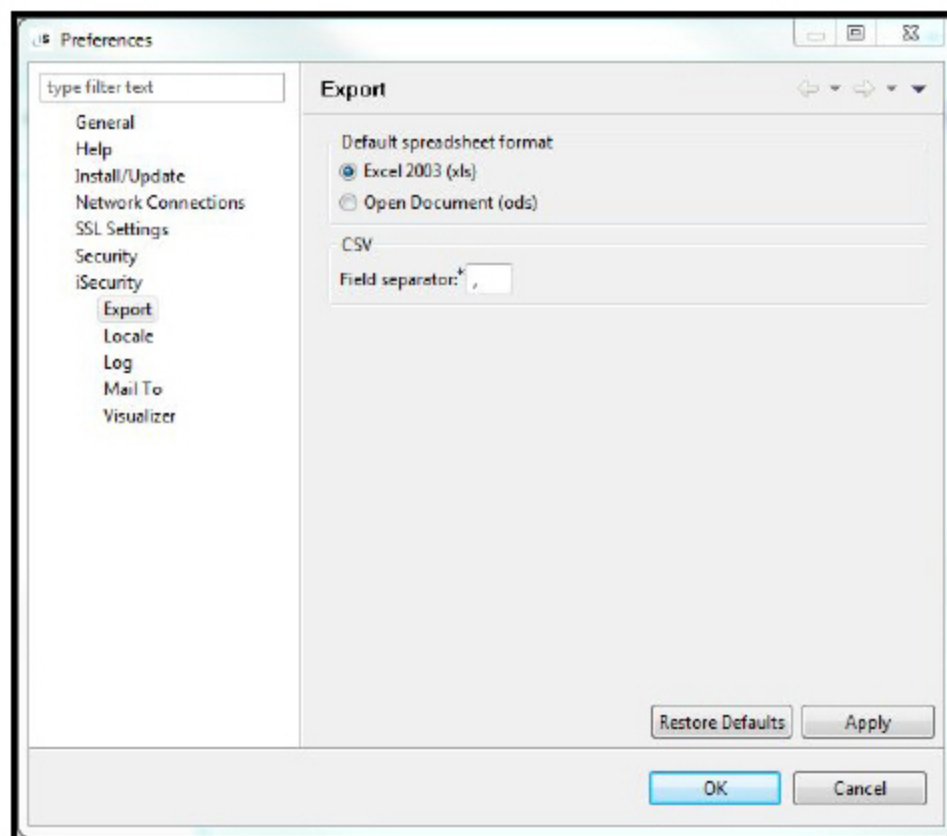 Preferences
type filter text
General
Help
Install/Update
Network Connections
SSL Settings
Security
iSecurity
Export
Locale
Log
Mail To
Visualizer
Export
Default spreadsheet format
Excel 2003 (xls)
Open Document (ods)
CSV
Field separator:* ,
Restore Defaults
Apply
OK
Cancel